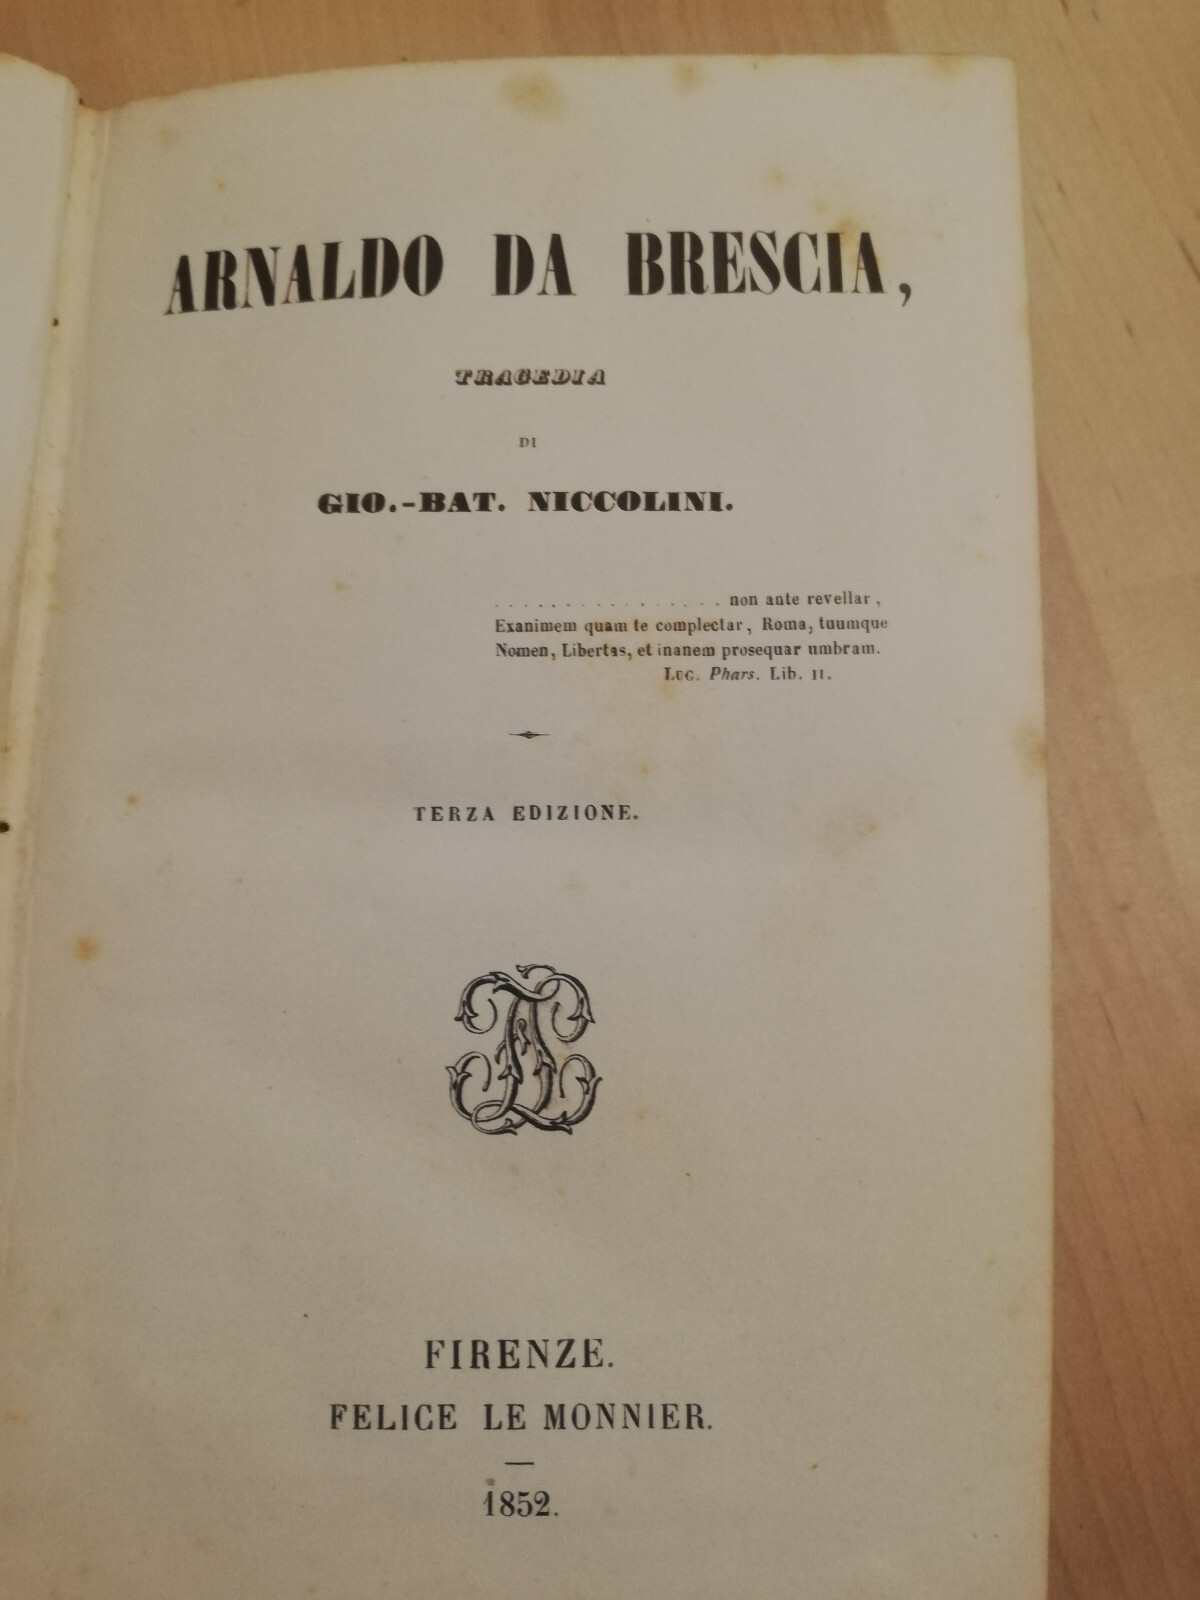 ARNALDO DA BRESCIA,
TRAGEDIA
DI
GIO.-BAT. NICCOLINI.
. . . . . . . . . . . . . . . . non ante revellar,
Exanimem quam te complectar, Roma, tuumque
Nomen, Libertas, et inanem prosequar umbram.
LUC. Phars. Lib. II.
TERZA EDIZIONE.
FIRENZE.
FELICE LE MONNIER.
1852.